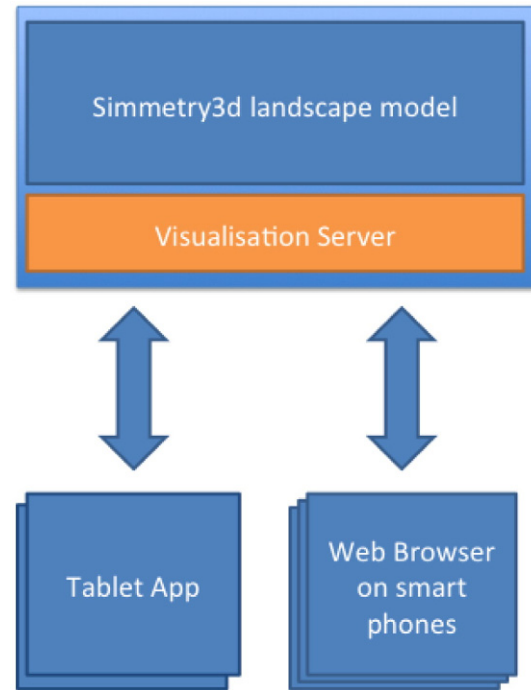 Simmetry3d landscape model
Visualisation Server
Tablet App
Web Browser
on smart
phones